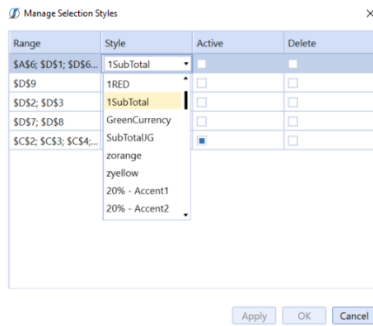 Manage Selection Styles
Range Style Active Delete
$A$6; $D$1; $D$6... 1SubTotal
$D$9
$D$2; $D$3
$D$7; $D$8
$C$2; $C$3; $C$4;...
1RED
1SubTotal
GreenCurrency
SubTotalJG
zorange
zyellow
20% - Accent1
20% - Accent2
Apply OK Cancel